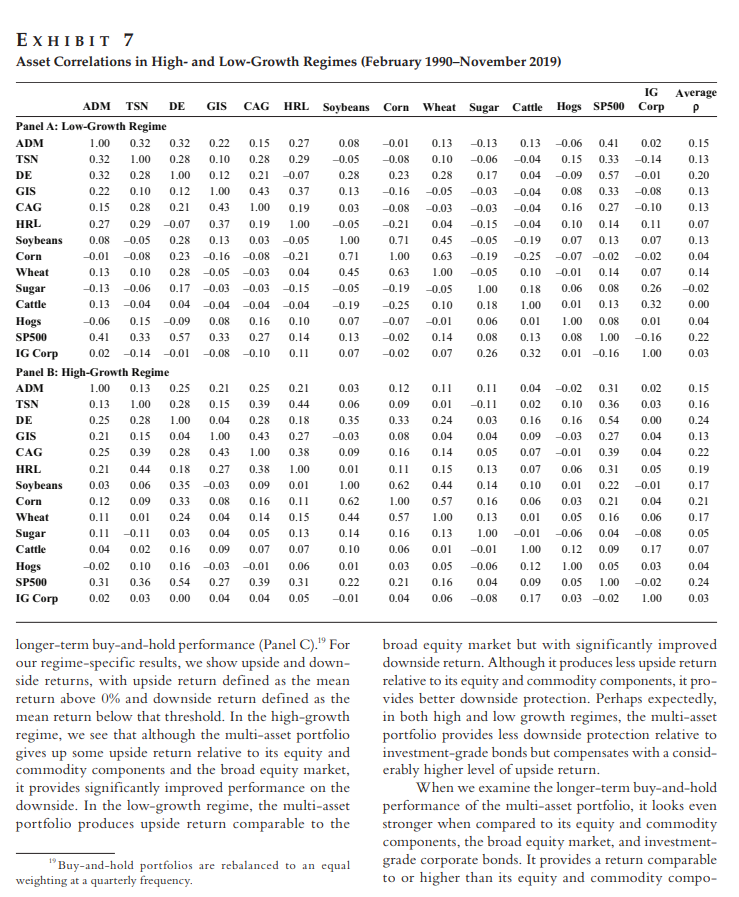 EXHIBIT 7
Asset Correlations in High- and Low-Growth Regimes (February 1990–November 2019)
IG Average
ADM TSN DE GIS CAG HRL Soybeans Corn Wheat Sugar Cattle Hogs SP500 Corp ρ
Panel A: Low-Growth Regime
ADM 1.00 0.32 0.32 0.22 0.15 0.27 0.08 –0.01 0.13 –0.13 0.13 –0.06 0.41 0.02 0.15
TSN 0.32 1.00 0.28 0.10 0.28 0.29 –0.05 –0.08 0.10 –0.06 –0.04 0.15 0.33 –0.14 0.13
DE 0.32 0.28 1.00 0.12 0.21 –0.07 0.28 0.23 0.28 0.17 0.04 –0.09 0.57 –0.01 0.20
GIS 0.22 0.10 0.12 1.00 0.43 0.37 0.13 –0.16 –0.05 –0.03 –0.04 0.08 0.33 –0.08 0.13
CAG 0.15 0.28 0.21 0.43 1.00 0.19 0.03 –0.08 –0.03 –0.03 –0.04 0.16 0.27 –0.10 0.13
HRL 0.27 0.29 –0.07 0.37 0.19 1.00 –0.05 –0.21 0.04 –0.15 –0.04 0.10 0.14 0.11 0.07
Soybeans 0.08 –0.05 0.28 0.13 0.03 –0.05 1.00 0.71 0.45 –0.05 –0.19 0.07 0.13 0.07 0.13
Corn –0.01 –0.08 0.23 –0.16 –0.08 –0.21 0.71 1.00 0.63 –0.19 –0.25 –0.07 –0.02 –0.02 0.04
Wheat 0.13 0.10 0.28 –0.05 –0.03 0.04 0.45 0.63 1.00 –0.05 0.10 –0.01 0.14 0.07 0.14
Sugar –0.13 –0.06 0.17 –0.03 –0.03 –0.15 –0.05 –0.19 –0.05 1.00 0.18 0.06 0.08 0.26 –0.02
Cattle 0.13 –0.04 0.04 –0.04 –0.04 –0.04 –0.19 –0.25 0.10 0.18 1.00 0.01 0.13 0.32 0.00
Hogs –0.06 0.15 –0.09 0.08 0.16 0.10 0.07 –0.07 –0.01 0.06 0.01 1.00 0.08 0.01 0.04
SP500 0.41 0.33 0.57 0.33 0.27 0.14 0.13 –0.02 0.14 0.08 0.13 0.08 1.00 –0.16 0.22
IG Corp 0.02 –0.14 –0.01 –0.08 –0.10 0.11 0.07 –0.02 0.07 0.26 0.32 0.01 –0.16 1.00 0.03
Panel B: High-Growth Regime
ADM 1.00 0.13 0.25 0.21 0.25 0.21 0.03 0.12 0.11 0.11 0.04 –0.02 0.31 0.02 0.15
TSN 0.13 1.00 0.28 0.15 0.39 0.44 0.06 0.09 0.01 –0.11 0.02 0.10 0.36 0.03 0.16
DE 0.25 0.28 1.00 0.04 0.28 0.18 0.35 0.33 0.24 0.03 0.16 0.16 0.54 0.00 0.24
GIS 0.21 0.15 0.04 1.00 0.43 0.27 –0.03 0.08 0.04 0.04 0.09 –0.03 0.27 0.04 0.13
CAG 0.25 0.39 0.28 0.43 1.00 0.38 0.09 0.16 0.14 0.05 0.07 –0.01 0.39 0.04 0.22
HRL 0.21 0.44 0.18 0.27 0.38 1.00 0.01 0.11 0.15 0.13 0.07 0.06 0.31 0.05 0.19
Soybeans 0.03 0.06 0.35 –0.03 0.09 0.01 1.00 0.62 0.44 0.14 0.10 0.01 0.22 –0.01 0.17
Corn 0.12 0.09 0.33 0.08 0.16 0.11 0.62 1.00 0.57 0.16 0.06 0.03 0.21 0.04 0.21
Wheat 0.11 0.01 0.24 0.04 0.14 0.15 0.44 0.57 1.00 0.13 0.01 0.05 0.16 0.06 0.17
Sugar 0.11 –0.11 0.03 0.04 0.05 0.13 0.14 0.16 0.13 1.00 –0.01 –0.06 0.04 –0.08 0.05
Cattle 0.04 0.02 0.16 0.09 0.07 0.07 0.10 0.06 0.01 –0.01 1.00 0.12 0.09 0.17 0.07
Hogs –0.02 0.10 0.16 –0.03 –0.01 0.06 0.01 0.03 0.05 –0.06 0.12 1.00 0.05 0.03 0.04
SP500 0.31 0.36 0.54 0.27 0.39 0.31 0.22 0.21 0.16 0.04 0.09 0.05 1.00 –0.02 0.24
IG Corp 0.02 0.03 0.00 0.04 0.04 0.05 –0.01 0.04 0.06 –0.08 0.17 0.03 –0.02 1.00 0.03
longer-term buy-and-hold performance (Panel C).¹⁹ For
our regime-specific results, we show upside and down-
side returns, with upside return defined as the mean
return above 0% and downside return defined as the
mean return below that threshold. In the high-growth
regime, we see that although the multi-asset portfolio
gives up some upside return relative to its equity and
commodity components and the broad equity market,
it provides significantly improved performance on the
downside. In the low-growth regime, the multi-asset
portfolio produces upside return comparable to the
¹⁹Buy-and-hold portfolios are rebalanced to an equal
weighting at a quarterly frequency.
broad equity market but with significantly improved
downside return. Although it produces less upside return
relative to its equity and commodity components, it pro-
vides better downside protection. Perhaps expectedly,
in both high and low growth regimes, the multi-asset
portfolio provides less downside protection relative to
investment-grade bonds but compensates with a consid-
erably higher level of upside return.
When we examine the longer-term buy-and-hold
performance of the multi-asset portfolio, it looks even
stronger when compared to its equity and commodity
components, the broad equity market, and investment-
grade corporate bonds. It provides a return comparable
to or higher than its equity and commodity compo-